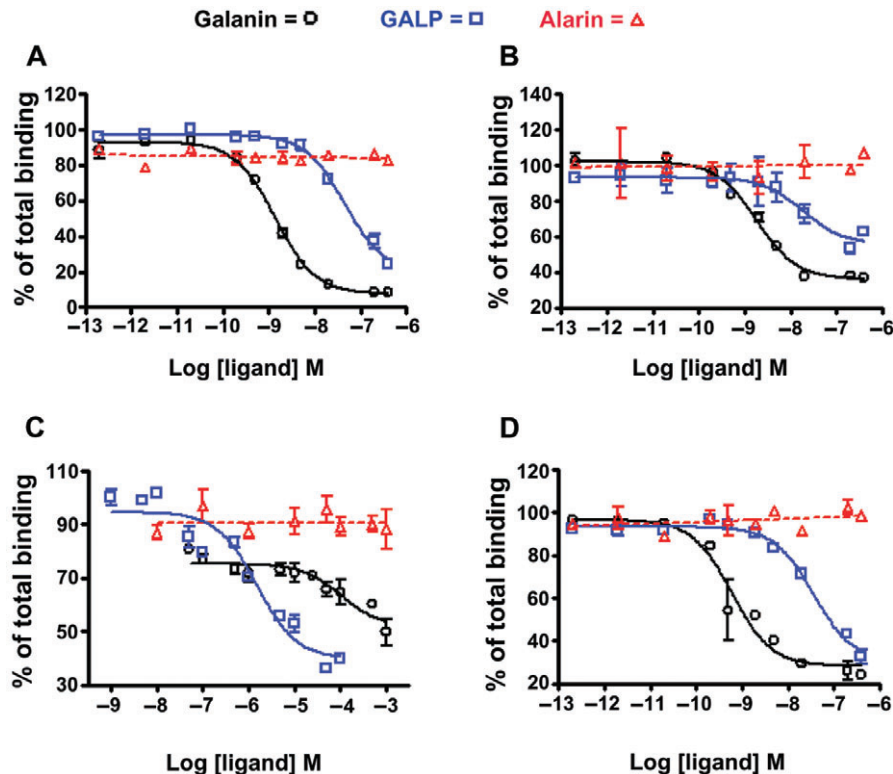 Galanin = GALP = Alarin =
A
120
100
80
60
40
20
0
% of total binding
–13 –12 –11 –10 –9 –8 –7 –6
Log [ligand] M
B
140
120
100
80
60
40
20
% of total binding
–13 –12 –11 –10 –9 –8 –7 –6
Log [ligand] M
C
110
90
70
50
30
% of total binding
–9 –8 –7 –6 –5 –4 –3
Log [ligand] M
D
120
100
80
60
40
20
% of total binding
–13 –12 –11 –10 –9 –8 –7 –6
Log [ligand] M